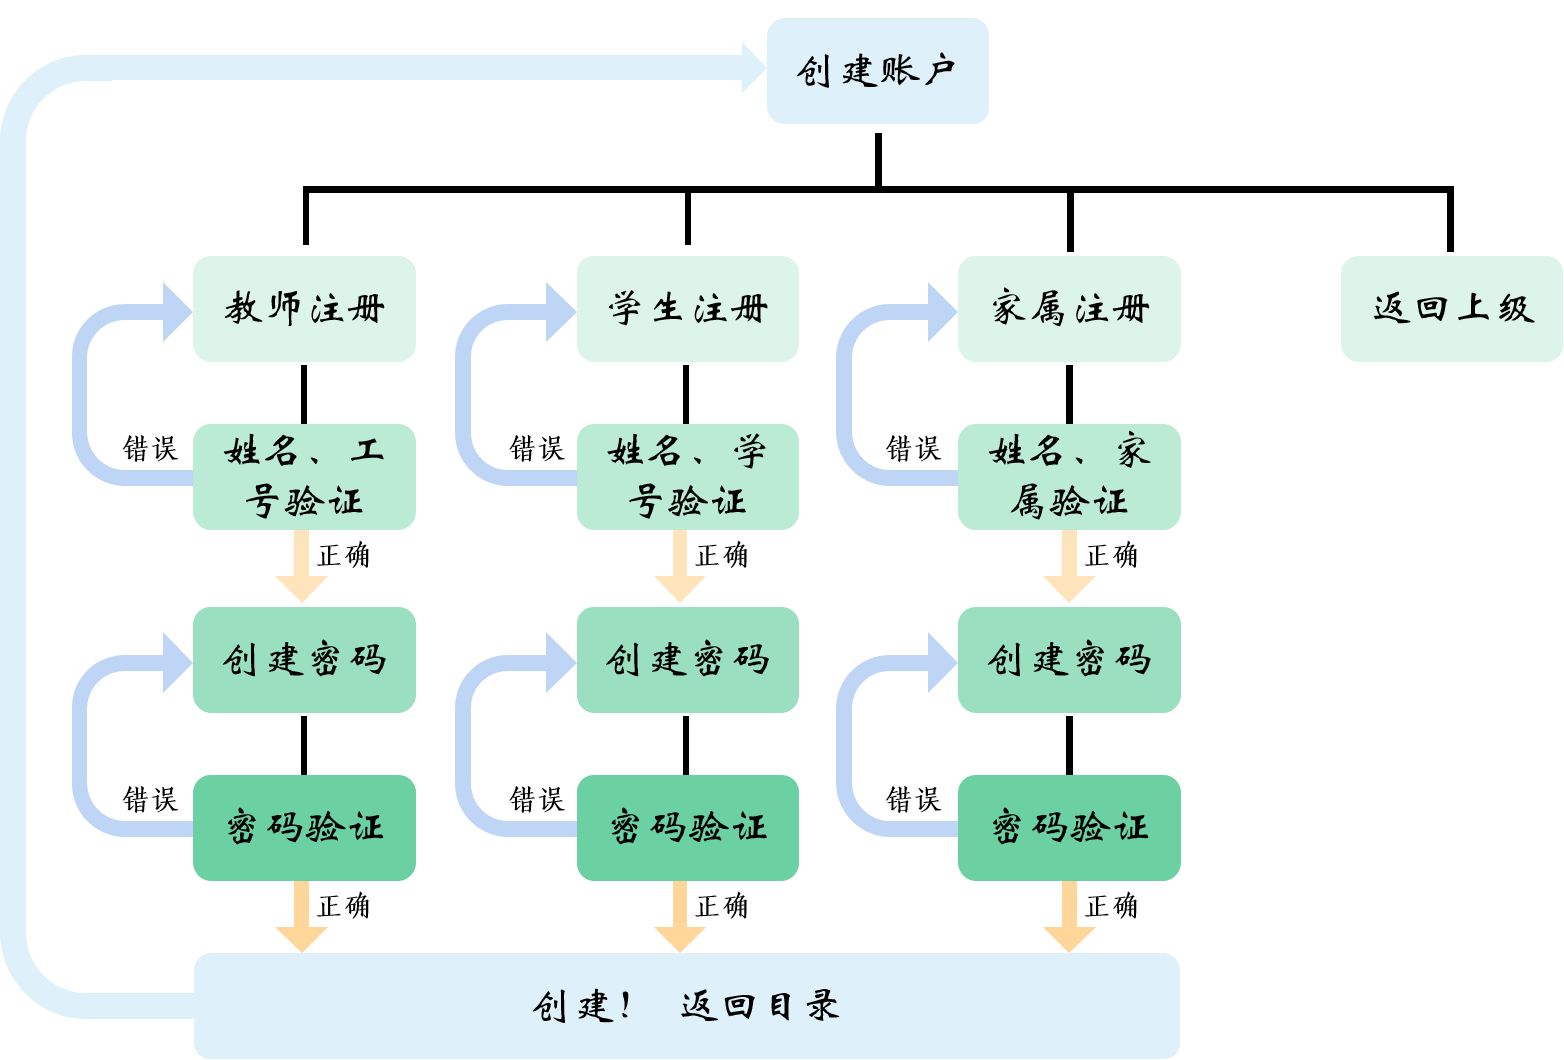 创建账户
教师注册
学生注册
家属注册
返回上级
错误
姓名、工
号验证
错误
姓名、学
号验证
错误
姓名、家
属验证
正确
正确
正确
创建密码
创建密码
创建密码
错误
密码验证
错误
密码验证
错误
密码验证
正确
正确
正确
创建！ 返回目录